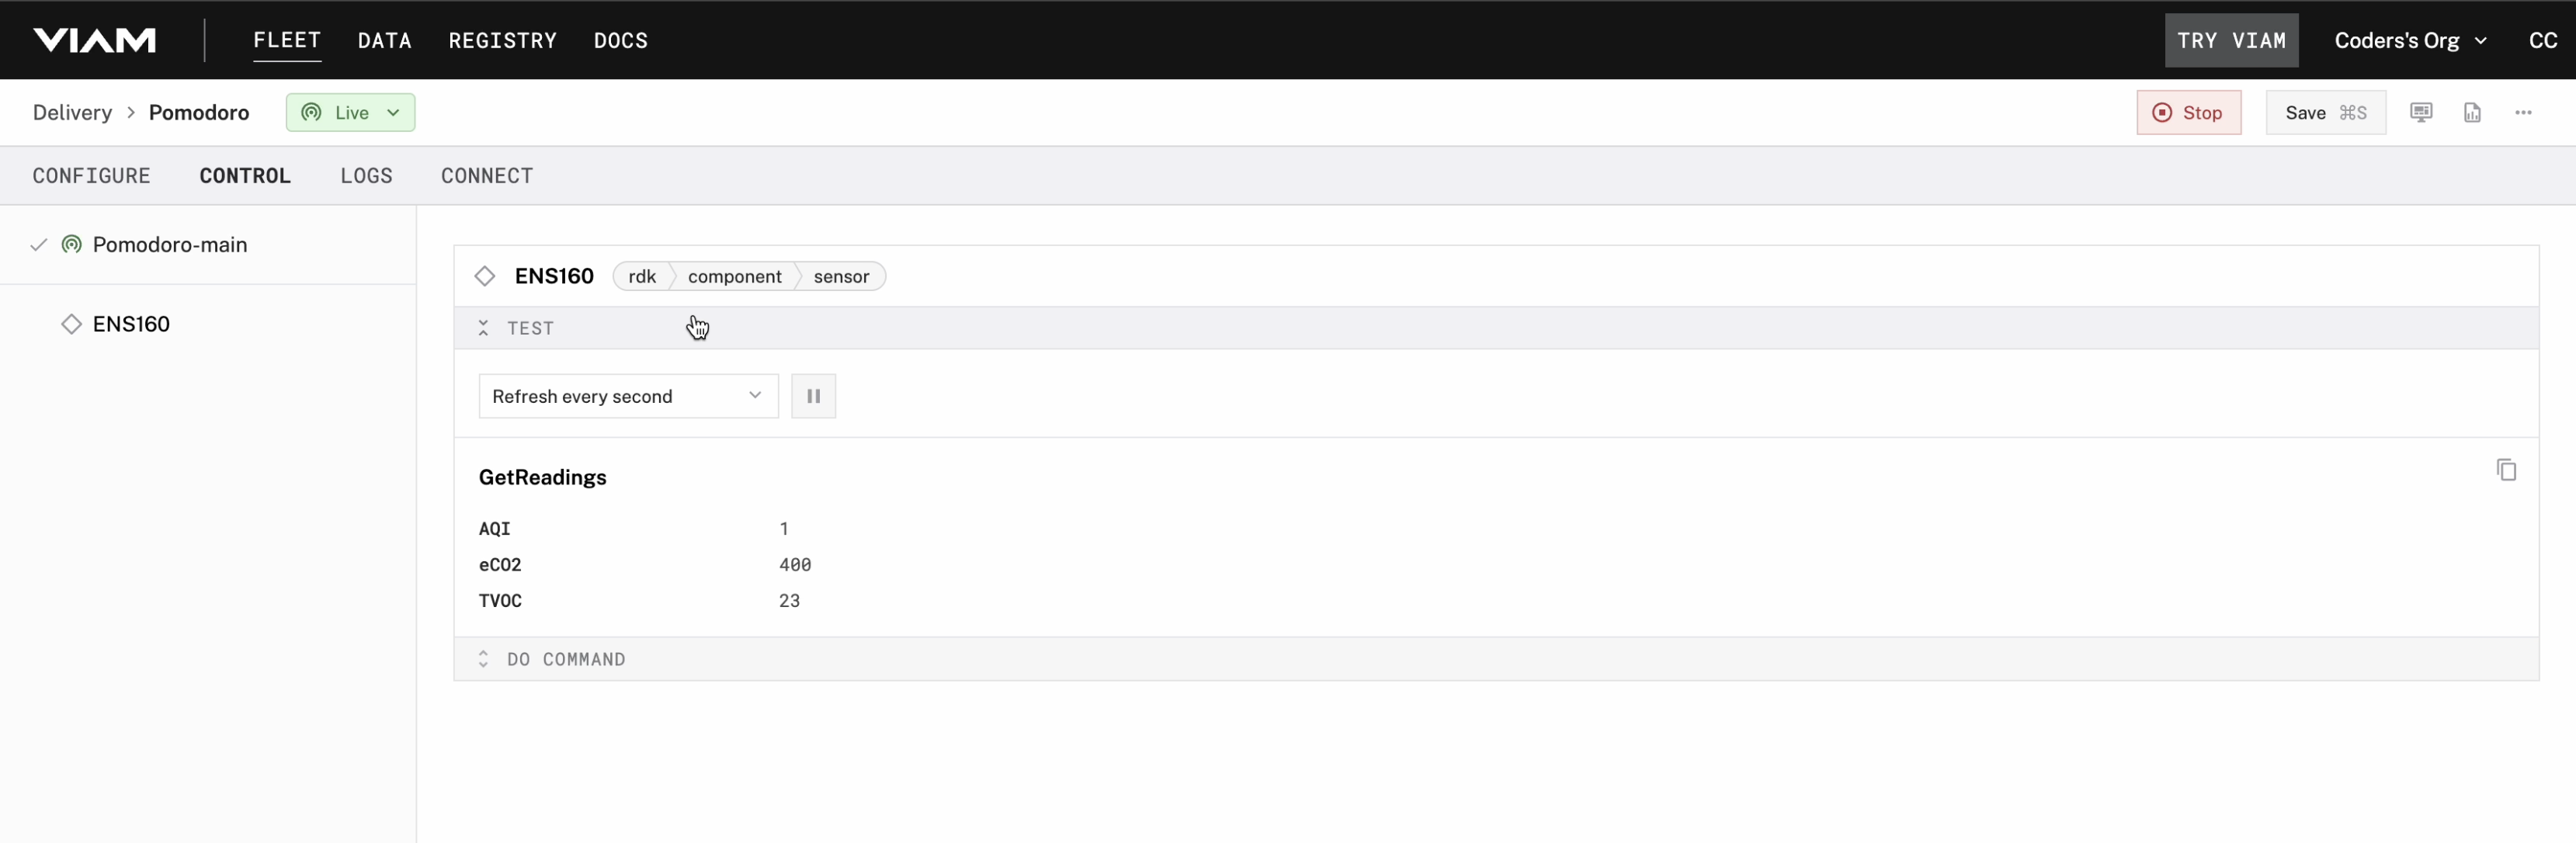 VIAM FLEET DATA REGISTRY DOCS TRY VIAM Coders's Org CC
Delivery > Pomodoro Live Stop Save ⌘S
CONFIGURE CONTROL LOGS CONNECT
Pomodoro-main
ENS160
ENS160 rdk component sensor
TEST
Refresh every second
GetReadings
AQI 1
eCO2 400
TVOC 23
DO COMMAND